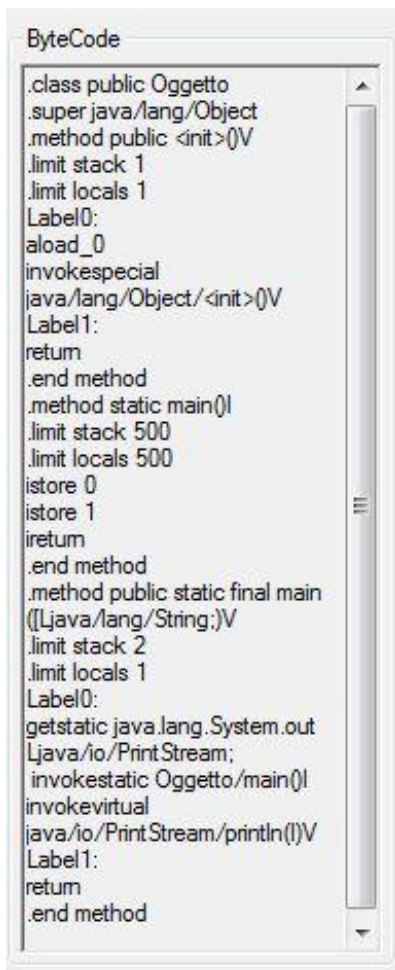 ByteCode
.class public Oggetto
.super java/lang/Object
.method public <init>()V
.limit stack 1
.limit locals 1
Label0:
aload_0
invokespecial
java/lang/Object/<init>()V
Label1:
return
.end method
.method static main()I
.limit stack 500
.limit locals 500
istore 0
istore 1
ireturn
.end method
.method public static final main
([Ljava/lang/String;)V
.limit stack 2
.limit locals 1
Label0:
getstatic java.lang.System.out
Ljava/io/PrintStream;
invokestatic Oggetto/main()I
invokevirtual
java/io/PrintStream/println(I)V
Label1:
return
.end method